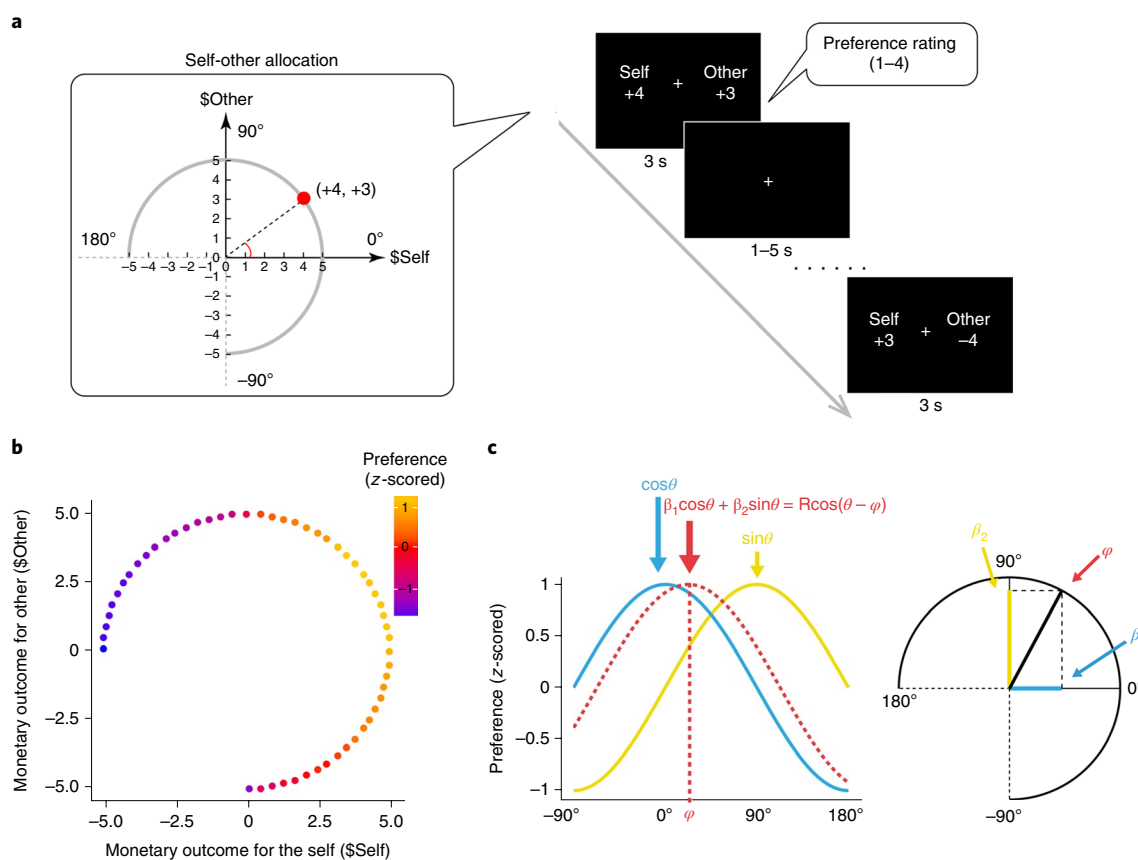 a
Self-other allocation
$Other
90°
5
4
3
2
1
0
(+4, +3)
180°
0°
–5 –4 –3 –2 –1 0 1 2 3 4 5
$Self
–1
–2
–3
–4
–5
–90°
Self + Other
+4 +3
3 s
Preference rating
(1–4)
+
1–5 s
. . . . . .
Self + Other
+3 –4
3 s
b
Preference
(z-scored)
1
0
–1
Monetary outcome for other ($Other)
5.0
2.5
0
–2.5
–5.0
–5.0 –2.5 0 2.5 5.0
Monetary outcome for the self ($Self)
c
cosθ
β1cosθ + β2sinθ = Rcos(θ – φ)
sinθ
Preference (z-scored)
1
0.5
0
–0.5
–1
–90° 0° φ 90° 180°
β2
90°
φ
β
180°
0
–90°